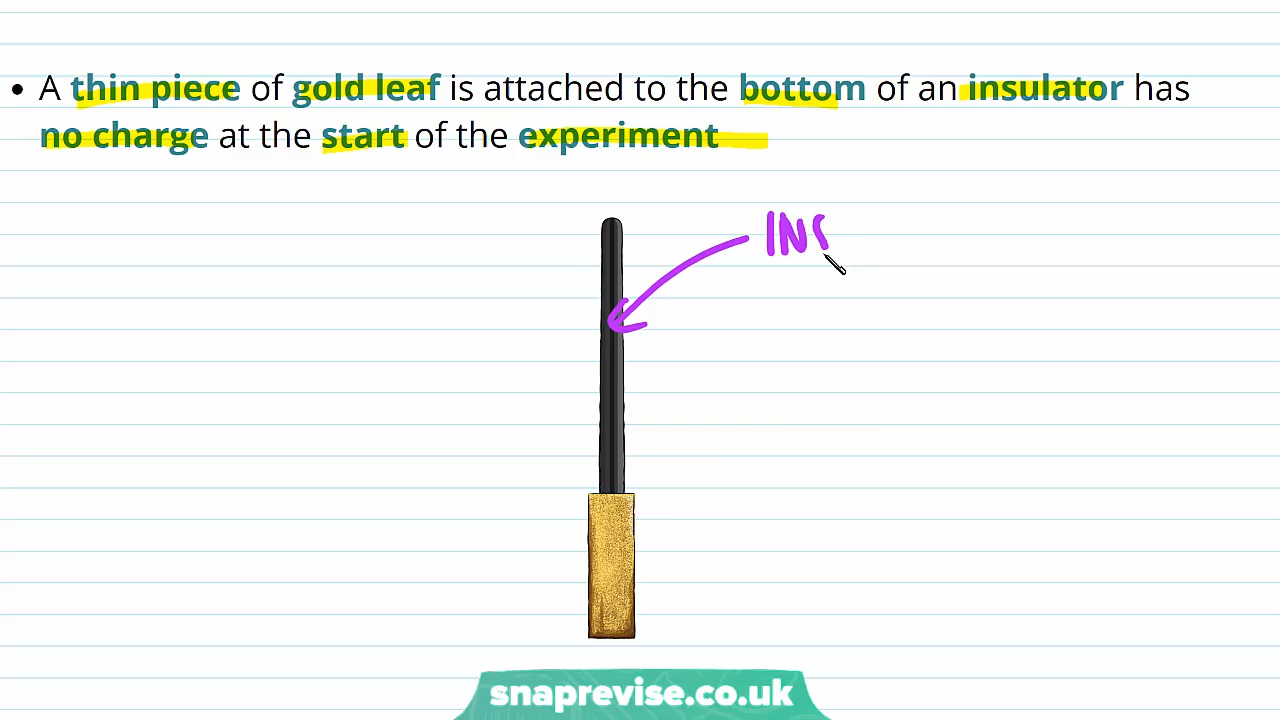 • A thin piece of gold leaf is attached to the bottom of an insulator has
no charge at the start of the experiment
INS
snaprevise.co.uk